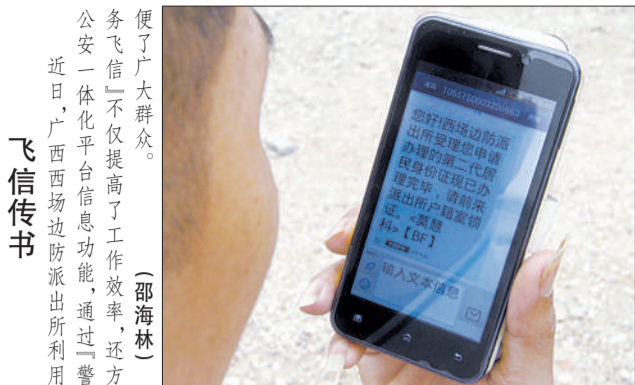 飞信传书
近日,广西西场边防派出所利用
公安一体化平台信息功能,通过『警
务飞信』不仅提高了工作效率,还方
便了广大群众。
(邵海林)
您好!西场边防派
出所受理您申请
办理的第二代居
民身份证现已办
理完毕，请前来
派出所户籍室领
证。<莫慧
科>【BF】
输入文本信息